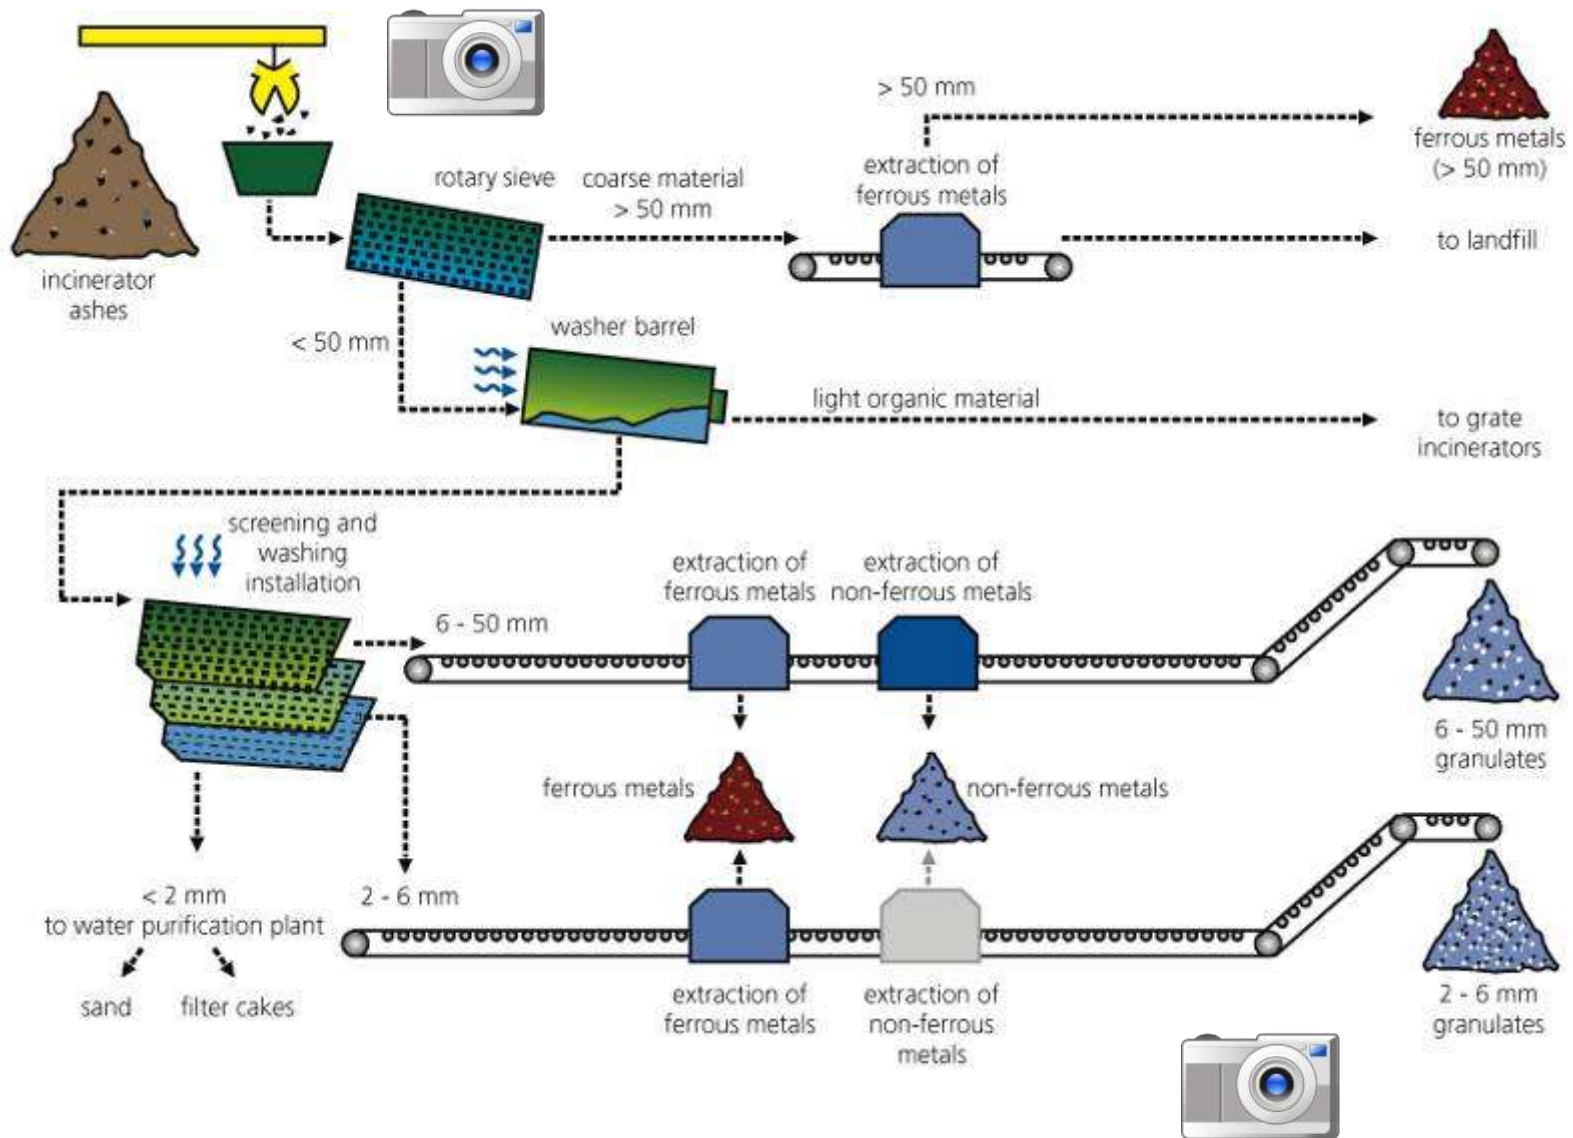 > 50 mm
ferrous metals
(> 50 mm)
rotary sieve
coarse material
> 50 mm
extraction of
ferrous metals
to landfill
incinerator
ashes
< 50 mm
washer barrel
light organic material
to grate
incinerators
screening and
washing
installation
6 - 50 mm
extraction of
ferrous metals
extraction of
non-ferrous metals
6 - 50 mm
granulates
ferrous metals
non-ferrous metals
< 2 mm
to water purification plant
sand
filter cakes
2 - 6 mm
extraction of
ferrous metals
extraction of
non-ferrous
metals
2 - 6 mm
granulates